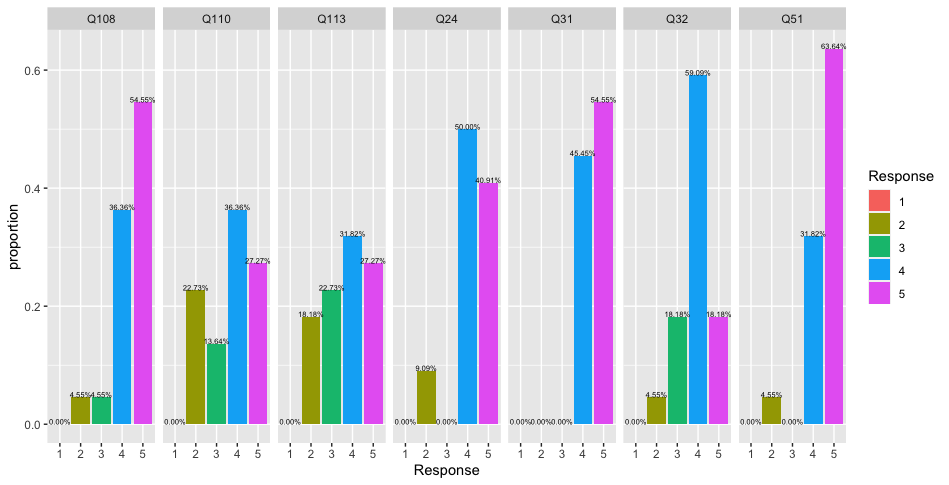 Q108 Q110 Q113 Q24 Q31 Q32 Q51
proportion
0.6
0.4
0.2
0.0
0.00% 4.55% 4.55% 36.36% 54.55%
0.00% 22.73% 13.64% 36.36% 27.27%
0.00% 18.18% 22.73% 31.82% 27.27%
0.00% 9.09% 0.00% 50.00% 40.91%
0.00% 0.00% 0.00% 45.45% 54.55%
0.00% 4.55% 18.18% 59.09% 18.18%
0.00% 4.55% 0.00% 31.82% 63.64%
1 2 3 4 5 1 2 3 4 5 1 2 3 4 5 1 2 3 4 5 1 2 3 4 5 1 2 3 4 5 1 2 3 4 5
Response
Response
1
2
3
4
5